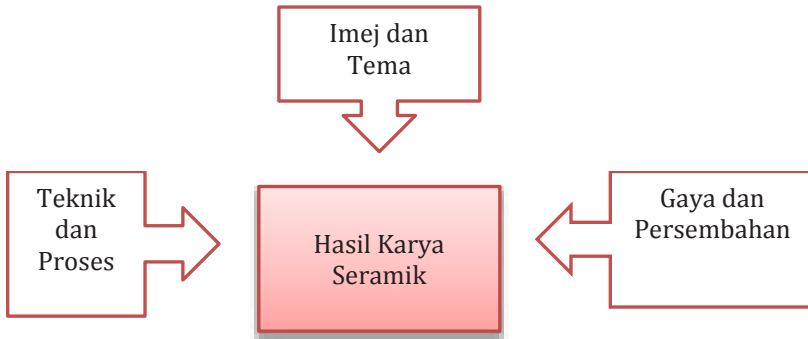 Imej dan
Tema
Teknik
dan
Proses
Hasil Karya
Seramik
Gaya dan
Persembahan